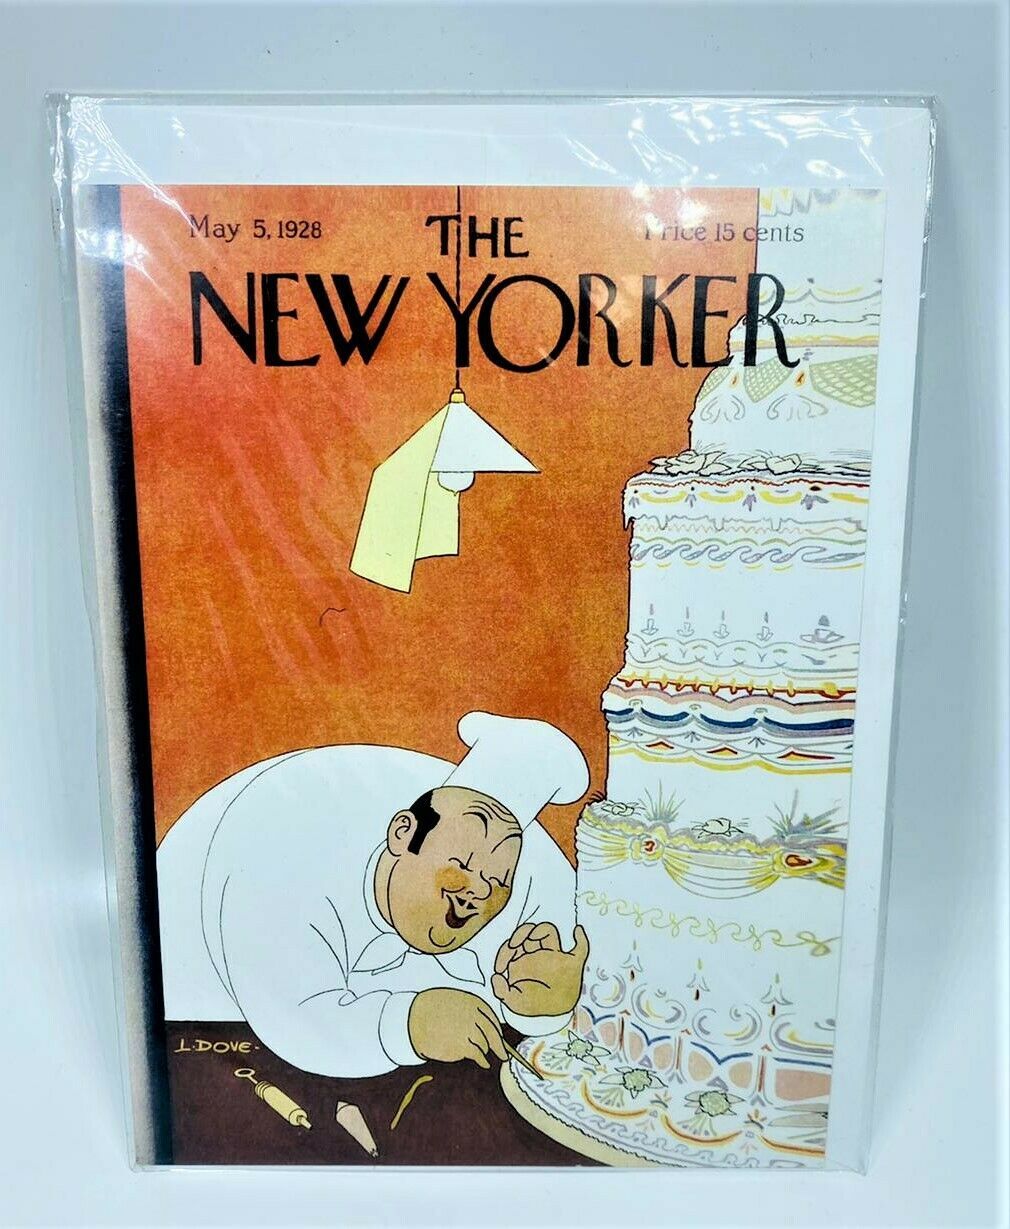 May 5, 1928
THE
Price 15 cents
NEW YORKER
L. DOVE-